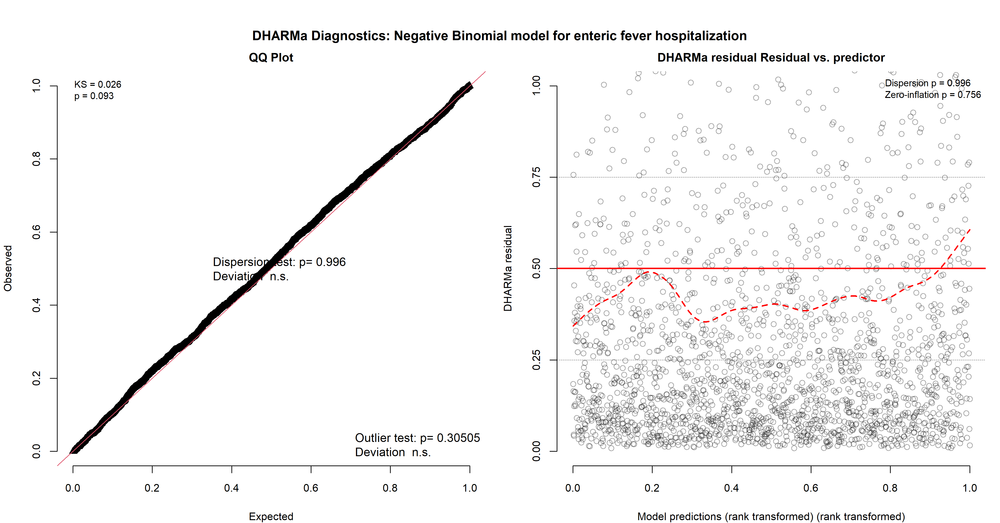 DHARMa Diagnostics: Negative Binomial model for enteric fever hospitalization
QQ Plot
KS = 0.026
p = 0.093
Dispersion test: p= 0.996
Deviation  n.s.
Outlier test: p= 0.30505
Deviation  n.s.
Observed
0.0
0.2
0.4
0.6
0.8
1.0
0.0
0.2
0.4
0.6
0.8
1.0
Expected
DHARMa residual Residual vs. predictor
Dispersion p = 0.996
Zero-inflation p = 0.756
DHARMa residual
0.00
0.25
0.50
0.75
1.00
0.0
0.2
0.4
0.6
0.8
1.0
Model predictions (rank transformed) (rank transformed)